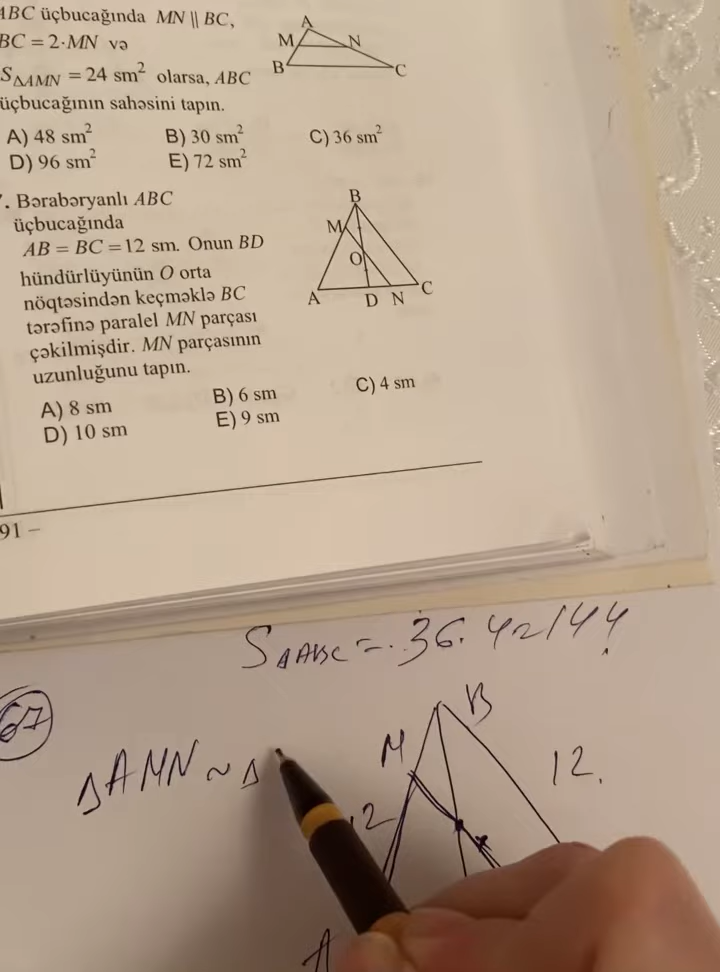 ABC üçbucağında MN || BC,
BC = 2·MN və
S△AMN = 24 sm² olarsa, ABC
üçbucağının sahəsini tapın.
A) 48 sm² B) 30 sm² C) 36 sm²
D) 96 sm² E) 72 sm²
A
M N
B C
. Bərabəryanlı ABC
üçbucağında
AB = BC = 12 sm. Onun BD
hündürlüyünün O orta
nöqtəsindən keçməklə BC
tərəfinə paralel MN parçası
çəkilmişdir. MN parçasının
uzunluğunu tapın.
B
M
O
A D N C
A) 8 sm B) 6 sm C) 4 sm
D) 10 sm E) 9 sm
91 –
S△ABC = 36·4=144
67
△AMN ~ △
B
M
12.
12
x
A